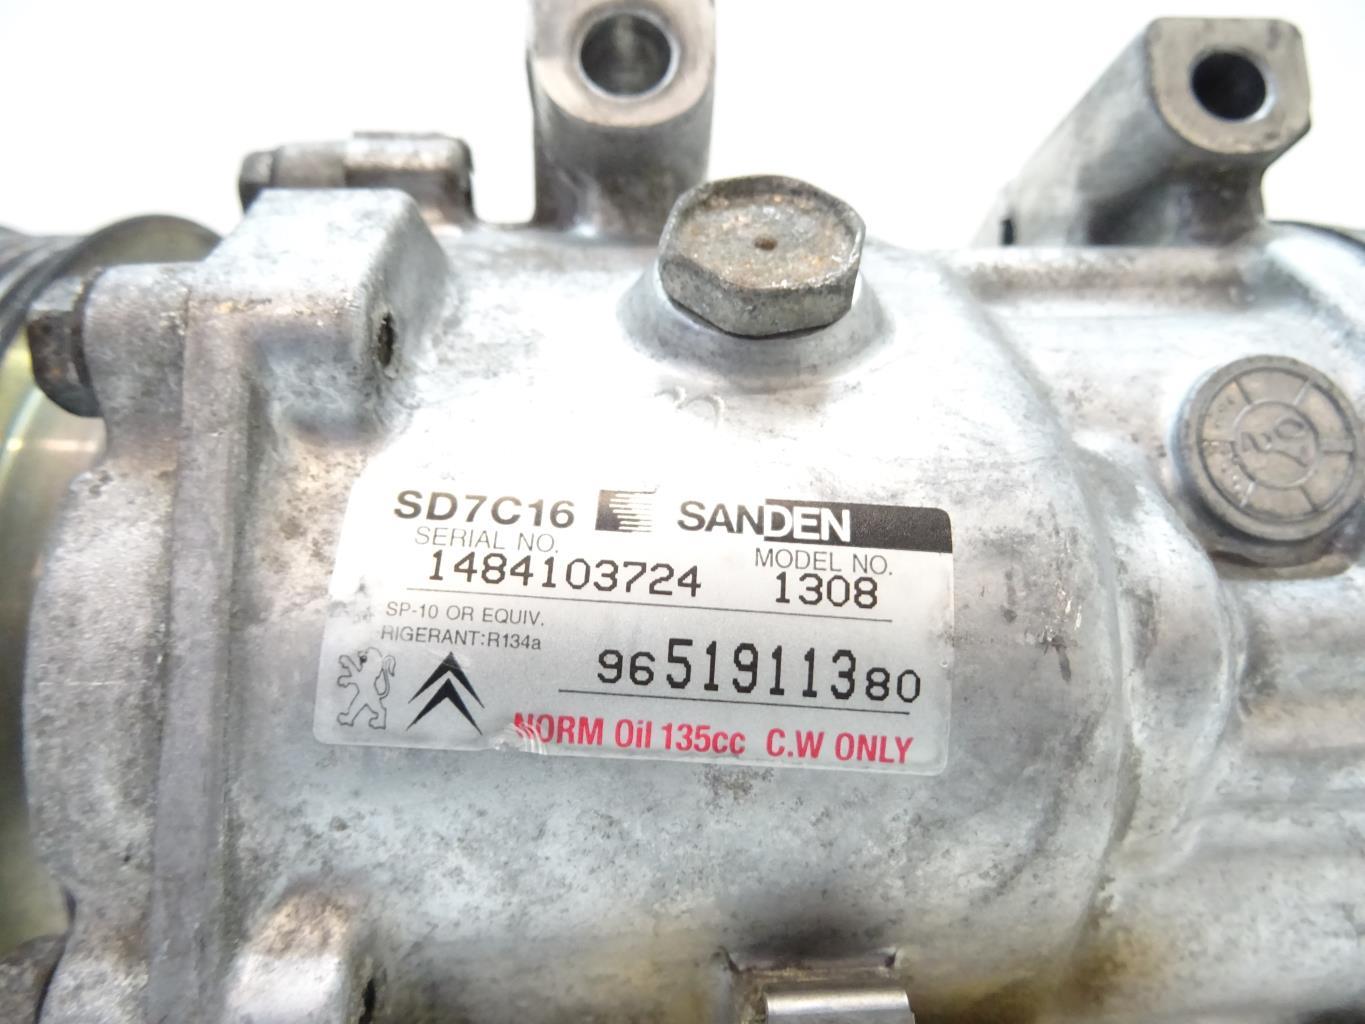 SD7C16 SANDEN
SERIAL NO. MODEL NO.
1484103724 1308
SP-10 OR EQUIV.
RIGERANT:R134a
9651911380
NORM Oil 135cc C.W ONLY